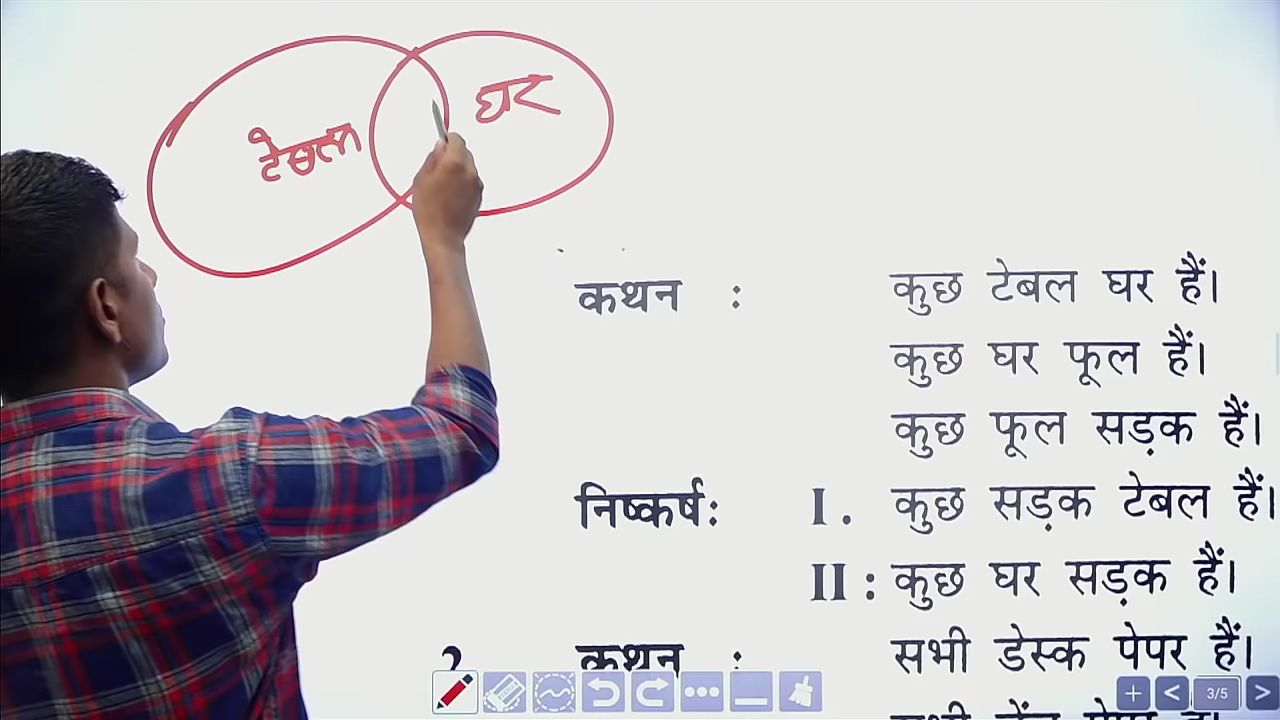 टेबल
घर
कथन : कुछ टेबल घर हैं।
कुछ घर फूल हैं।
कुछ फूल सड़क हैं।
निष्कर्ष: I. कुछ सड़क टेबल हैं।
II: कुछ घर सड़क हैं।
कथन : सभी डेस्क पेपर हैं।
3/5